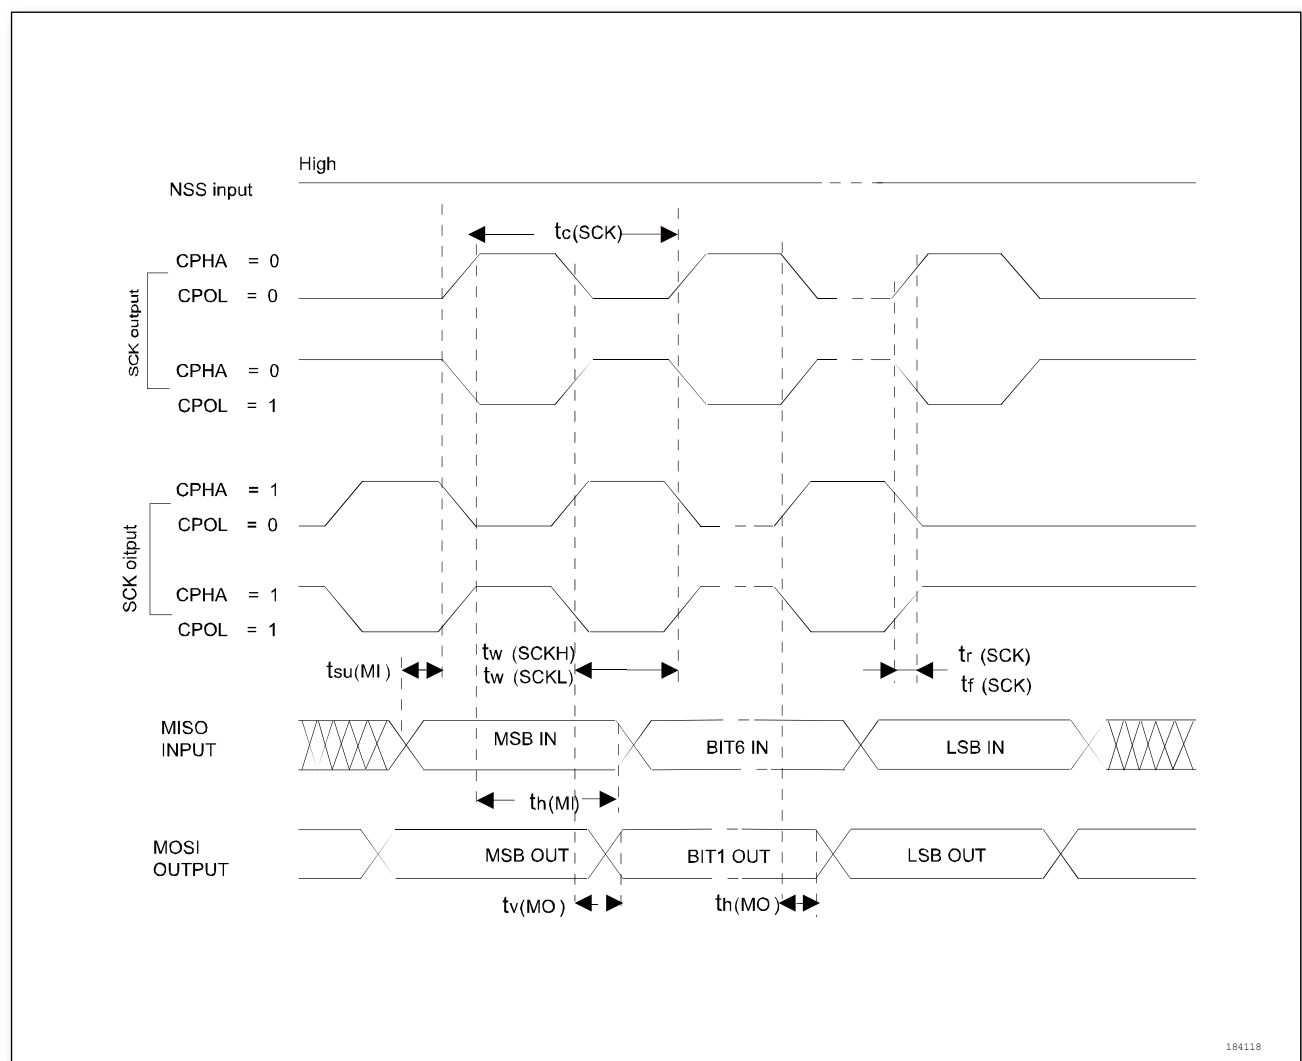 High
NSS input
tc(SCK)
CPHA = 0
CPOL = 0
SCK output
CPHA = 0
CPOL = 1
CPHA = 1
CPOL = 0
SCK oitput
CPHA = 1
CPOL = 1
tsu(MI)
tw (SCKH)
tw (SCKL)
tr (SCK)
tf (SCK)
MISO
INPUT
MSB IN
BIT6 IN
LSB IN
th(MI)
MOSI
OUTPUT
MSB OUT
BIT1 OUT
LSB OUT
tv(MO)
th(MO)
184118